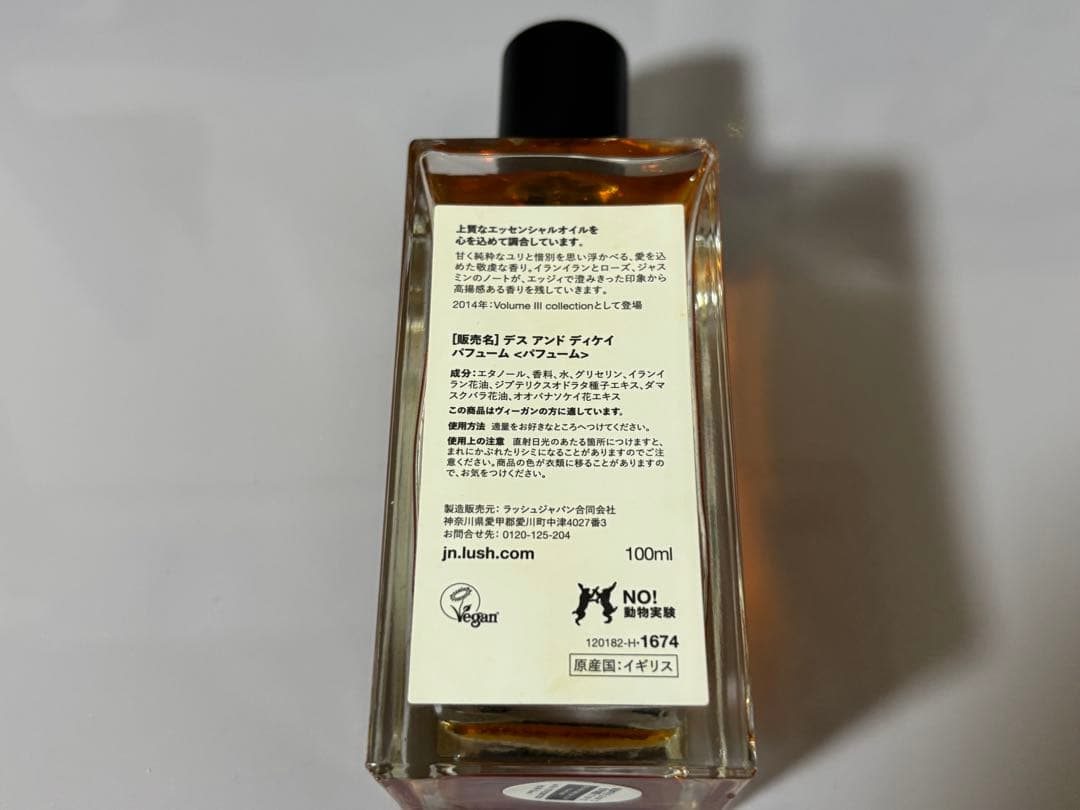 上質なエッセンシャルオイルを
心を込めて調合しています。
甘く純粋なユリと惜別を思い浮かべる、愛を込
めた敬虔な香り。イランイランとローズ、ジャス
ミンのノートが、エッジィで澄みきった印象から
高揚感ある香りを残していきます。
2014年：Volume III collectionとして登場
[販売名] デス アンド ディケイ
パフューム <パフューム>
成分：エタノール、香料、水、グリセリン、イランイ
ラン花油、ジプテリクスオドラタ種子エキス、ダマ
スクバラ花油、オオバナソケイ花エキス
この商品はヴィーガンの方に適しています。
使用方法 適量をお好きなところへつけてください。
使用上の注意 直射日光のあたる箇所につけますと、
まれにかぶれたりシミになることがありますのでご注
意ください。商品の色が衣類に移ることがありますの
で、お気をつけください。
製造販売元：ラッシュジャパン合同会社
神奈川県愛甲郡愛川町中津4027番3
お問合せ先：0120-125-204
jn.lush.com 100ml
Vegan NO!
動物実験
120182-H•1674
原産国：イギリス